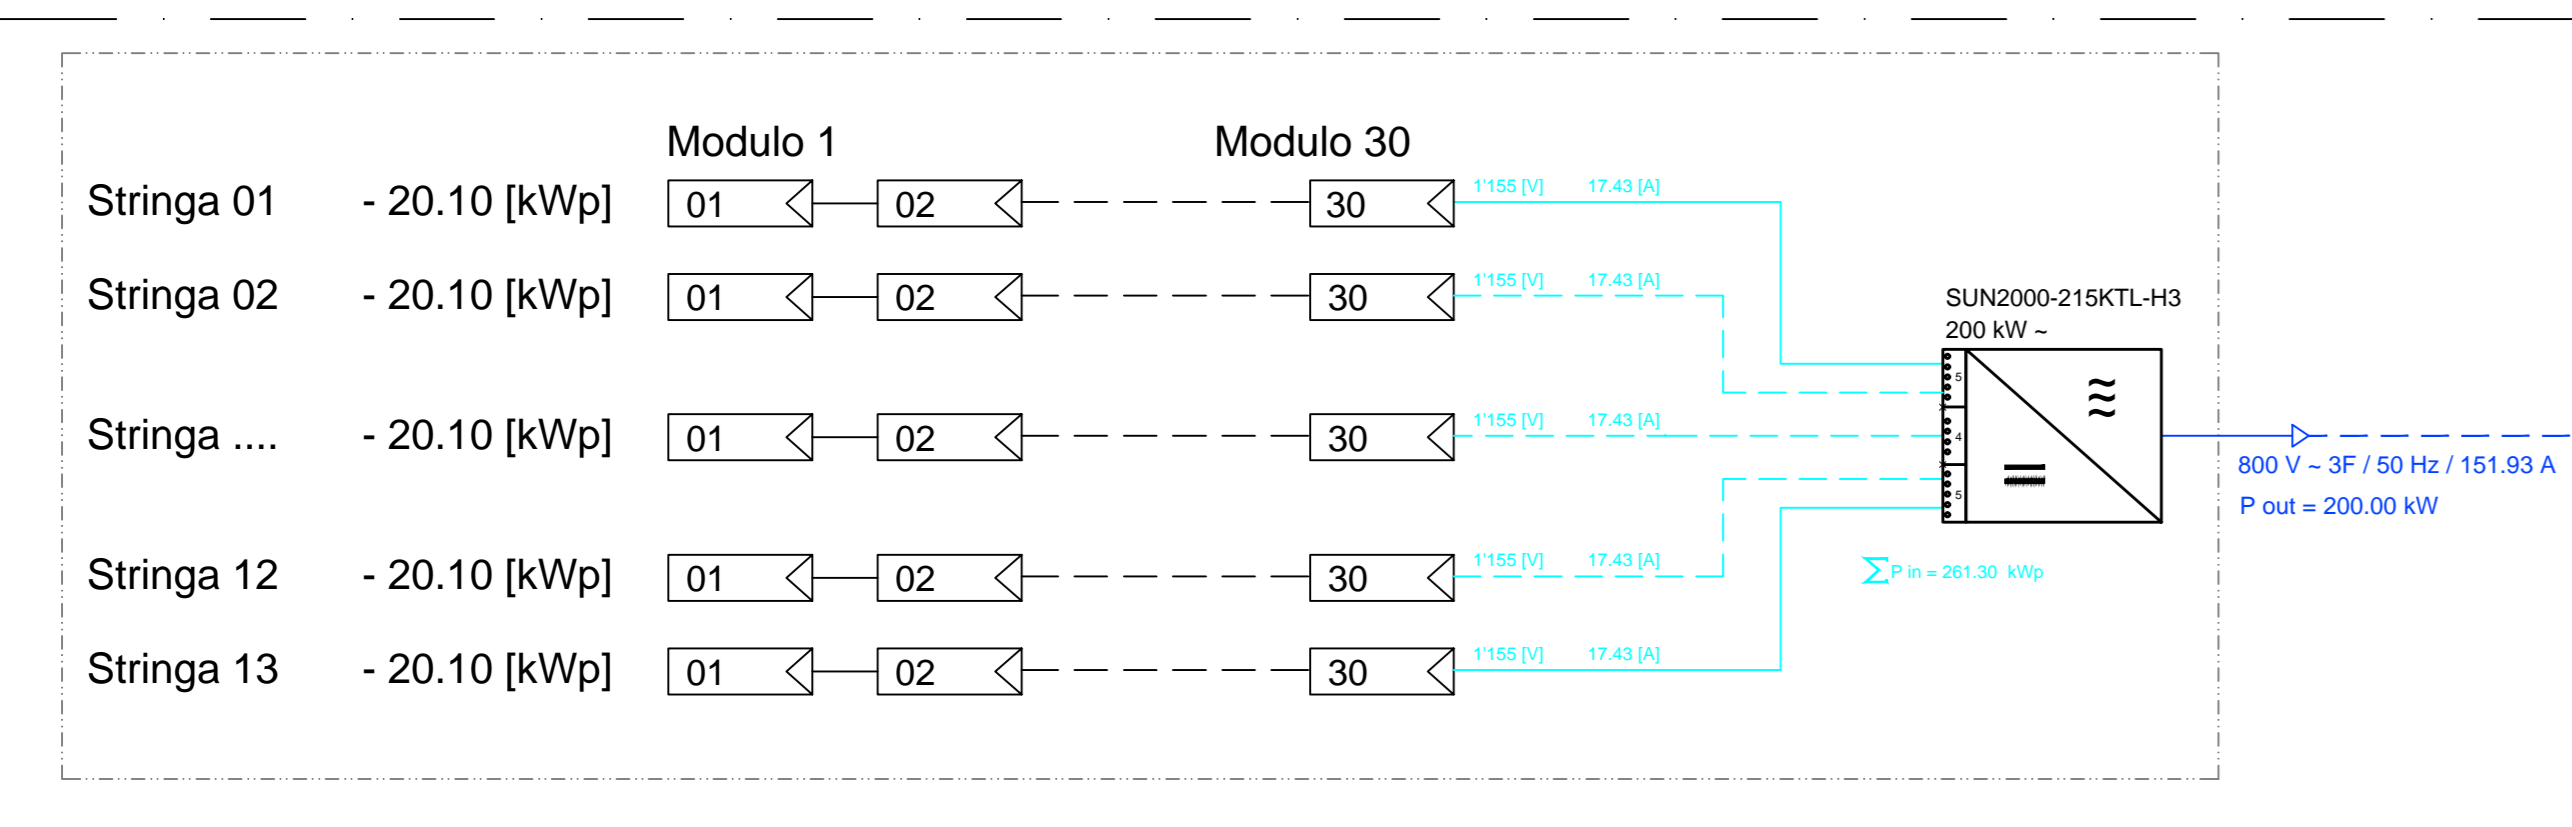 Modulo 1 Modulo 30
Stringa 01 - 20.10 [kWp] 01 02 30 1'155 [V] 17.43 [A]
Stringa 02 - 20.10 [kWp] 01 02 30 1'155 [V] 17.43 [A]
SUN2000-215KTL-H3
200 kW ~
5
Stringa .... - 20.10 [kWp] 01 02 30 1'155 [V] 17.43 [A]
4
800 V ~ 3F / 50 Hz / 151.93 A
5
P out = 200.00 kW
Stringa 12 - 20.10 [kWp] 01 02 30 1'155 [V] 17.43 [A]
∑ P in = 261.30 kWp
Stringa 13 - 20.10 [kWp] 01 02 30 1'155 [V] 17.43 [A]